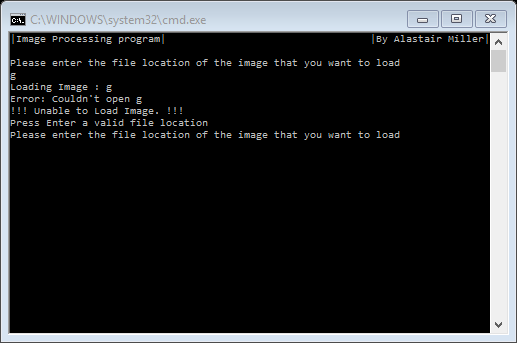 C:\WINDOWS\system32\cmd.exe
|Image Processing program| |By Alastair Miller|
Please enter the file location of the image that you want to load
g
Loading Image : g
Error: Couldn't open g
!!! Unable to Load Image. !!!
Press Enter a valid file location
Please enter the file location of the image that you want to load